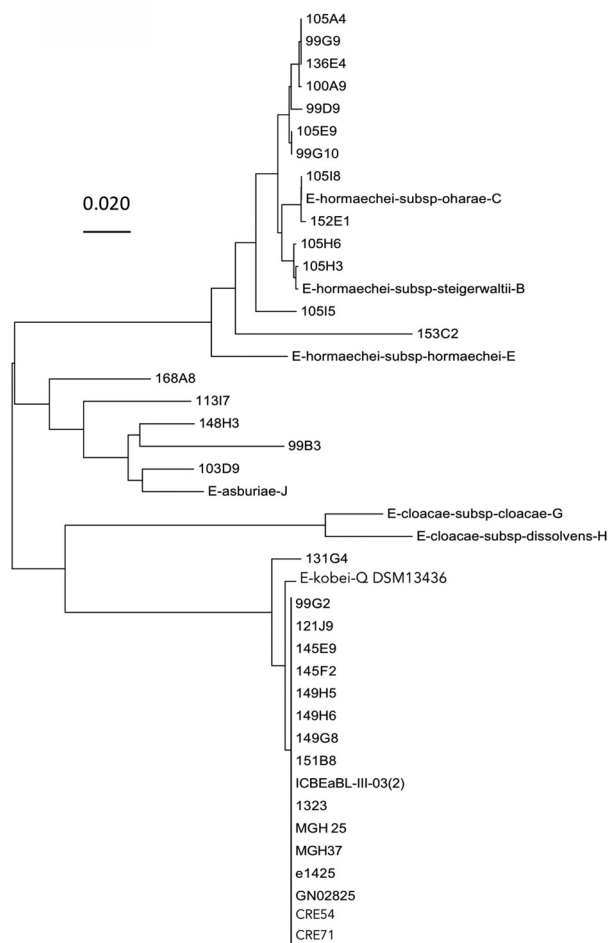 105A4
99G9
136E4
100A9
99D9
105E9
99G10
105I8
0.020
E-hormaechei-subsp-oharae-C
152E1
105H6
105H3
E-hormaechei-subsp-steigerwaltii-B
105I5
153C2
E-hormaechei-subsp-hormaechei-E
168A8
113I7
148H3
99B3
103D9
E-asburiae-J
E-cloacae-subsp-cloacae-G
E-cloacae-subsp-dissolvens-H
131G4
E-kobei-Q DSM13436
99G2
121J9
145E9
145F2
149H5
149H6
149G8
151B8
ICBEaBL-III-03(2)
1323
MGH 25
MGH37
e1425
GN02825
CRE54
CRE71